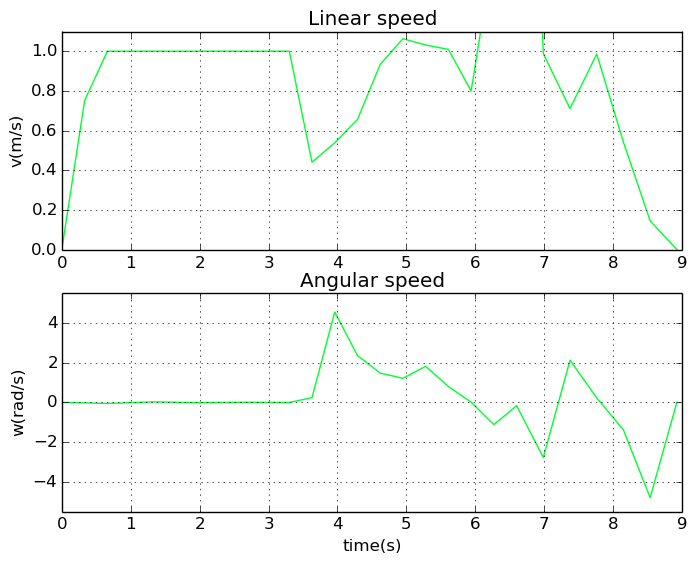 Linear speed
1.0
0.8
0.6
0.4
0.2
0.0
v(m/s)
0 1 2 3 4 5 6 7 8 9
Angular speed
4
2
0
−2
−4
w(rad/s)
0 1 2 3 4 5 6 7 8 9
time(s)